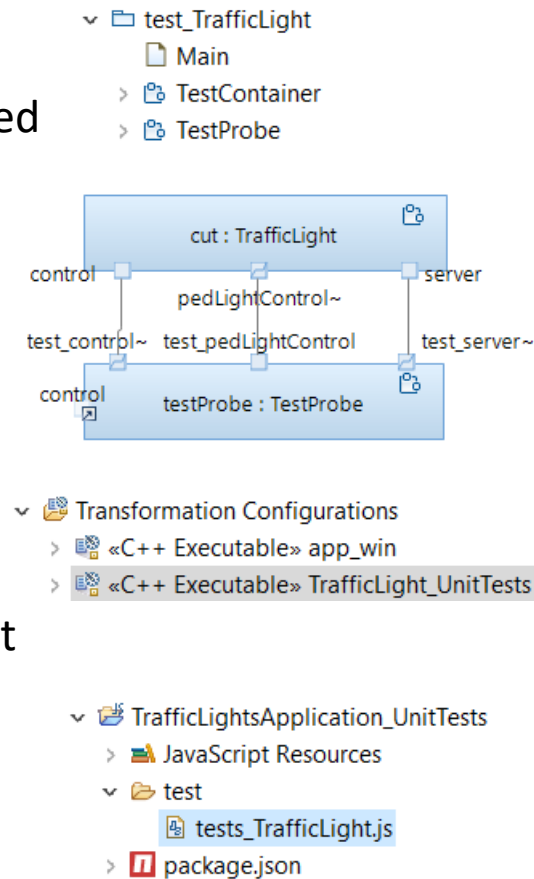 test_TrafficLight
Main
TestContainer
ed
TestProbe
cut : TrafficLight
control
server
pedLightControl~
test_control~ test_pedLightControl test_server~
control
testProbe : TestProbe
Transformation Configurations
«C++ Executable» app_win
«C++ Executable» TrafficLight_UnitTests
t
TrafficLightsApplication_UnitTests
JavaScript Resources
test
tests_TrafficLight.js
package.json